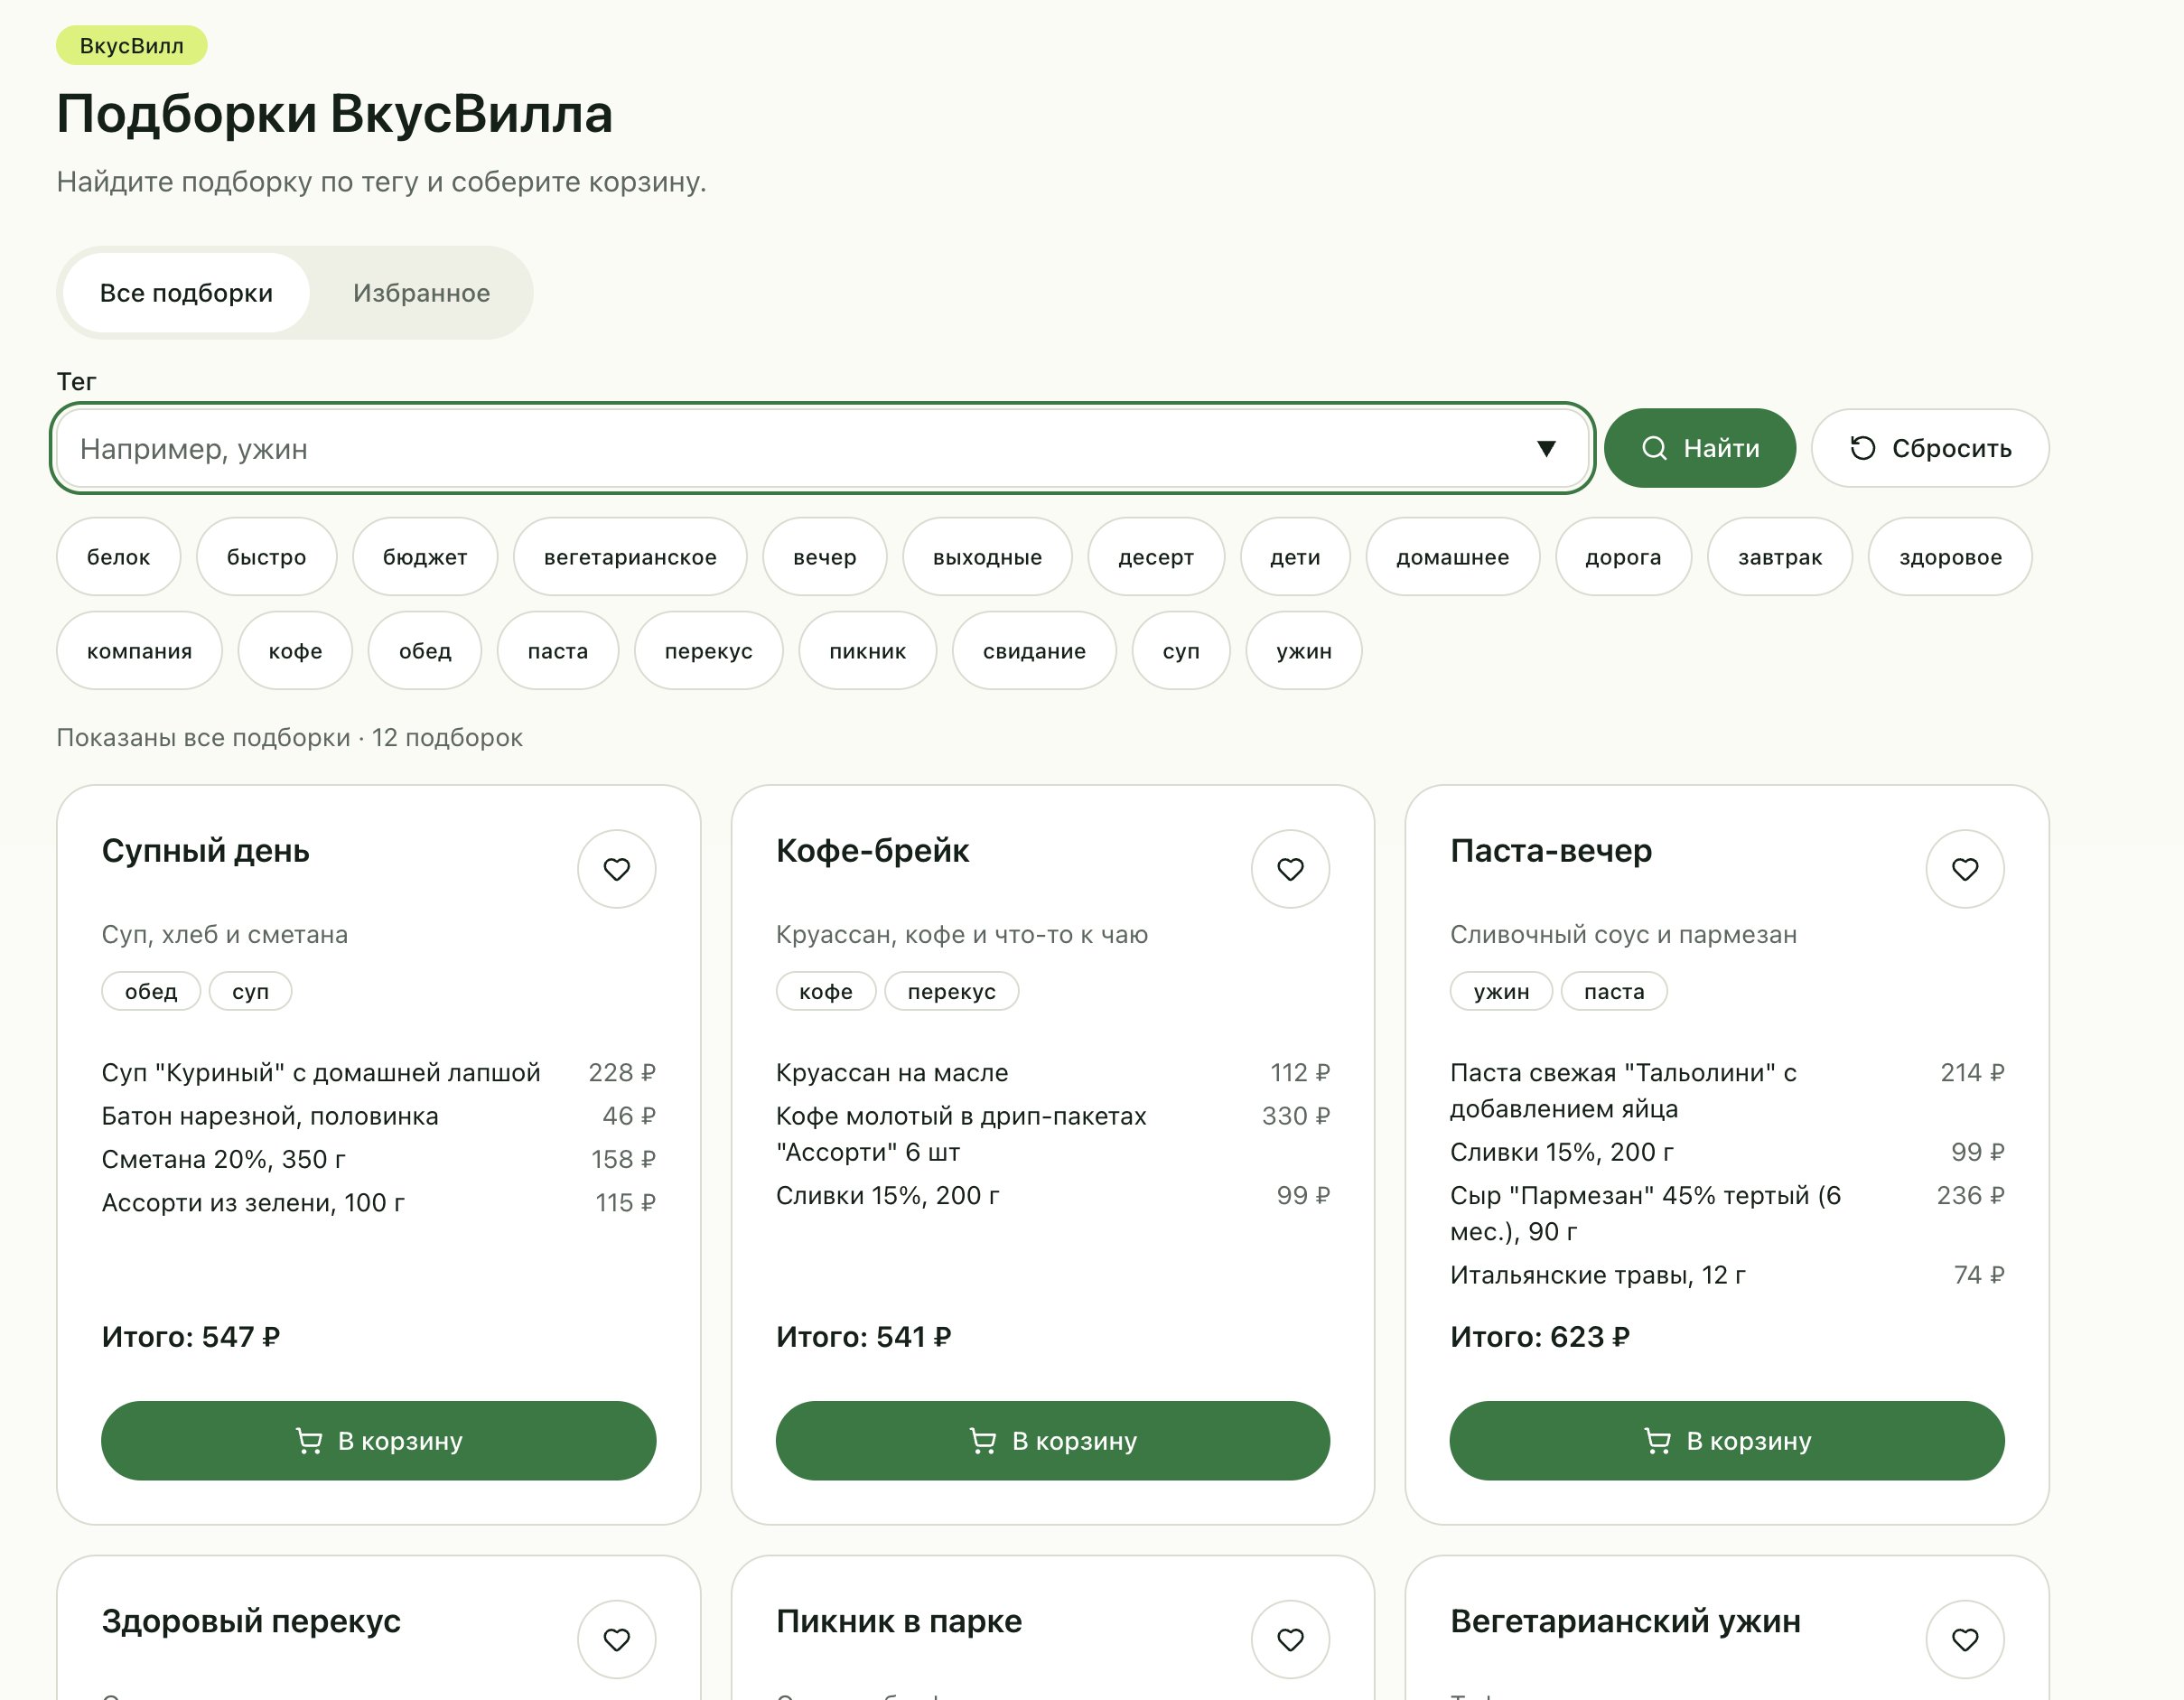 ВкусВилл
Подборки ВкусВилла
Найдите подборку по тегу и соберите корзину.
Все подборки
Избранное
Тег
Например, ужин
Найти
Сбросить
белок
быстро
бюджет
вегетарианское
вечер
выходные
десерт
дети
домашнее
дорога
завтрак
здоровое
компания
кофе
обед
паста
перекус
пикник
свидание
суп
ужин
Показаны все подборки · 12 подборок
Супный день
Суп, хлеб и сметана
обед
суп
Суп "Куриный" с домашней лапшой 228 ₽
Батон нарезной, половинка 46 ₽
Сметана 20%, 350 г 158 ₽
Ассорти из зелени, 100 г 115 ₽
Итого: 547 ₽
В корзину
Кофе-брейк
Круассан, кофе и что-то к чаю
кофе
перекус
Круассан на масле 112 ₽
Кофе молотый в дрип-пакетах 330 ₽
"Ассорти" 6 шт
Сливки 15%, 200 г 99 ₽
Итого: 541 ₽
В корзину
Паста-вечер
Сливочный соус и пармезан
ужин
паста
Паста свежая "Тальолини" с 214 ₽
добавлением яйца
Сливки 15%, 200 г 99 ₽
Сыр "Пармезан" 45% тертый (6 236 ₽
мес.), 90 г
Итальянские травы, 12 г 74 ₽
Итого: 623 ₽
В корзину
Здоровый перекус
Пикник в парке
Вегетарианский ужин